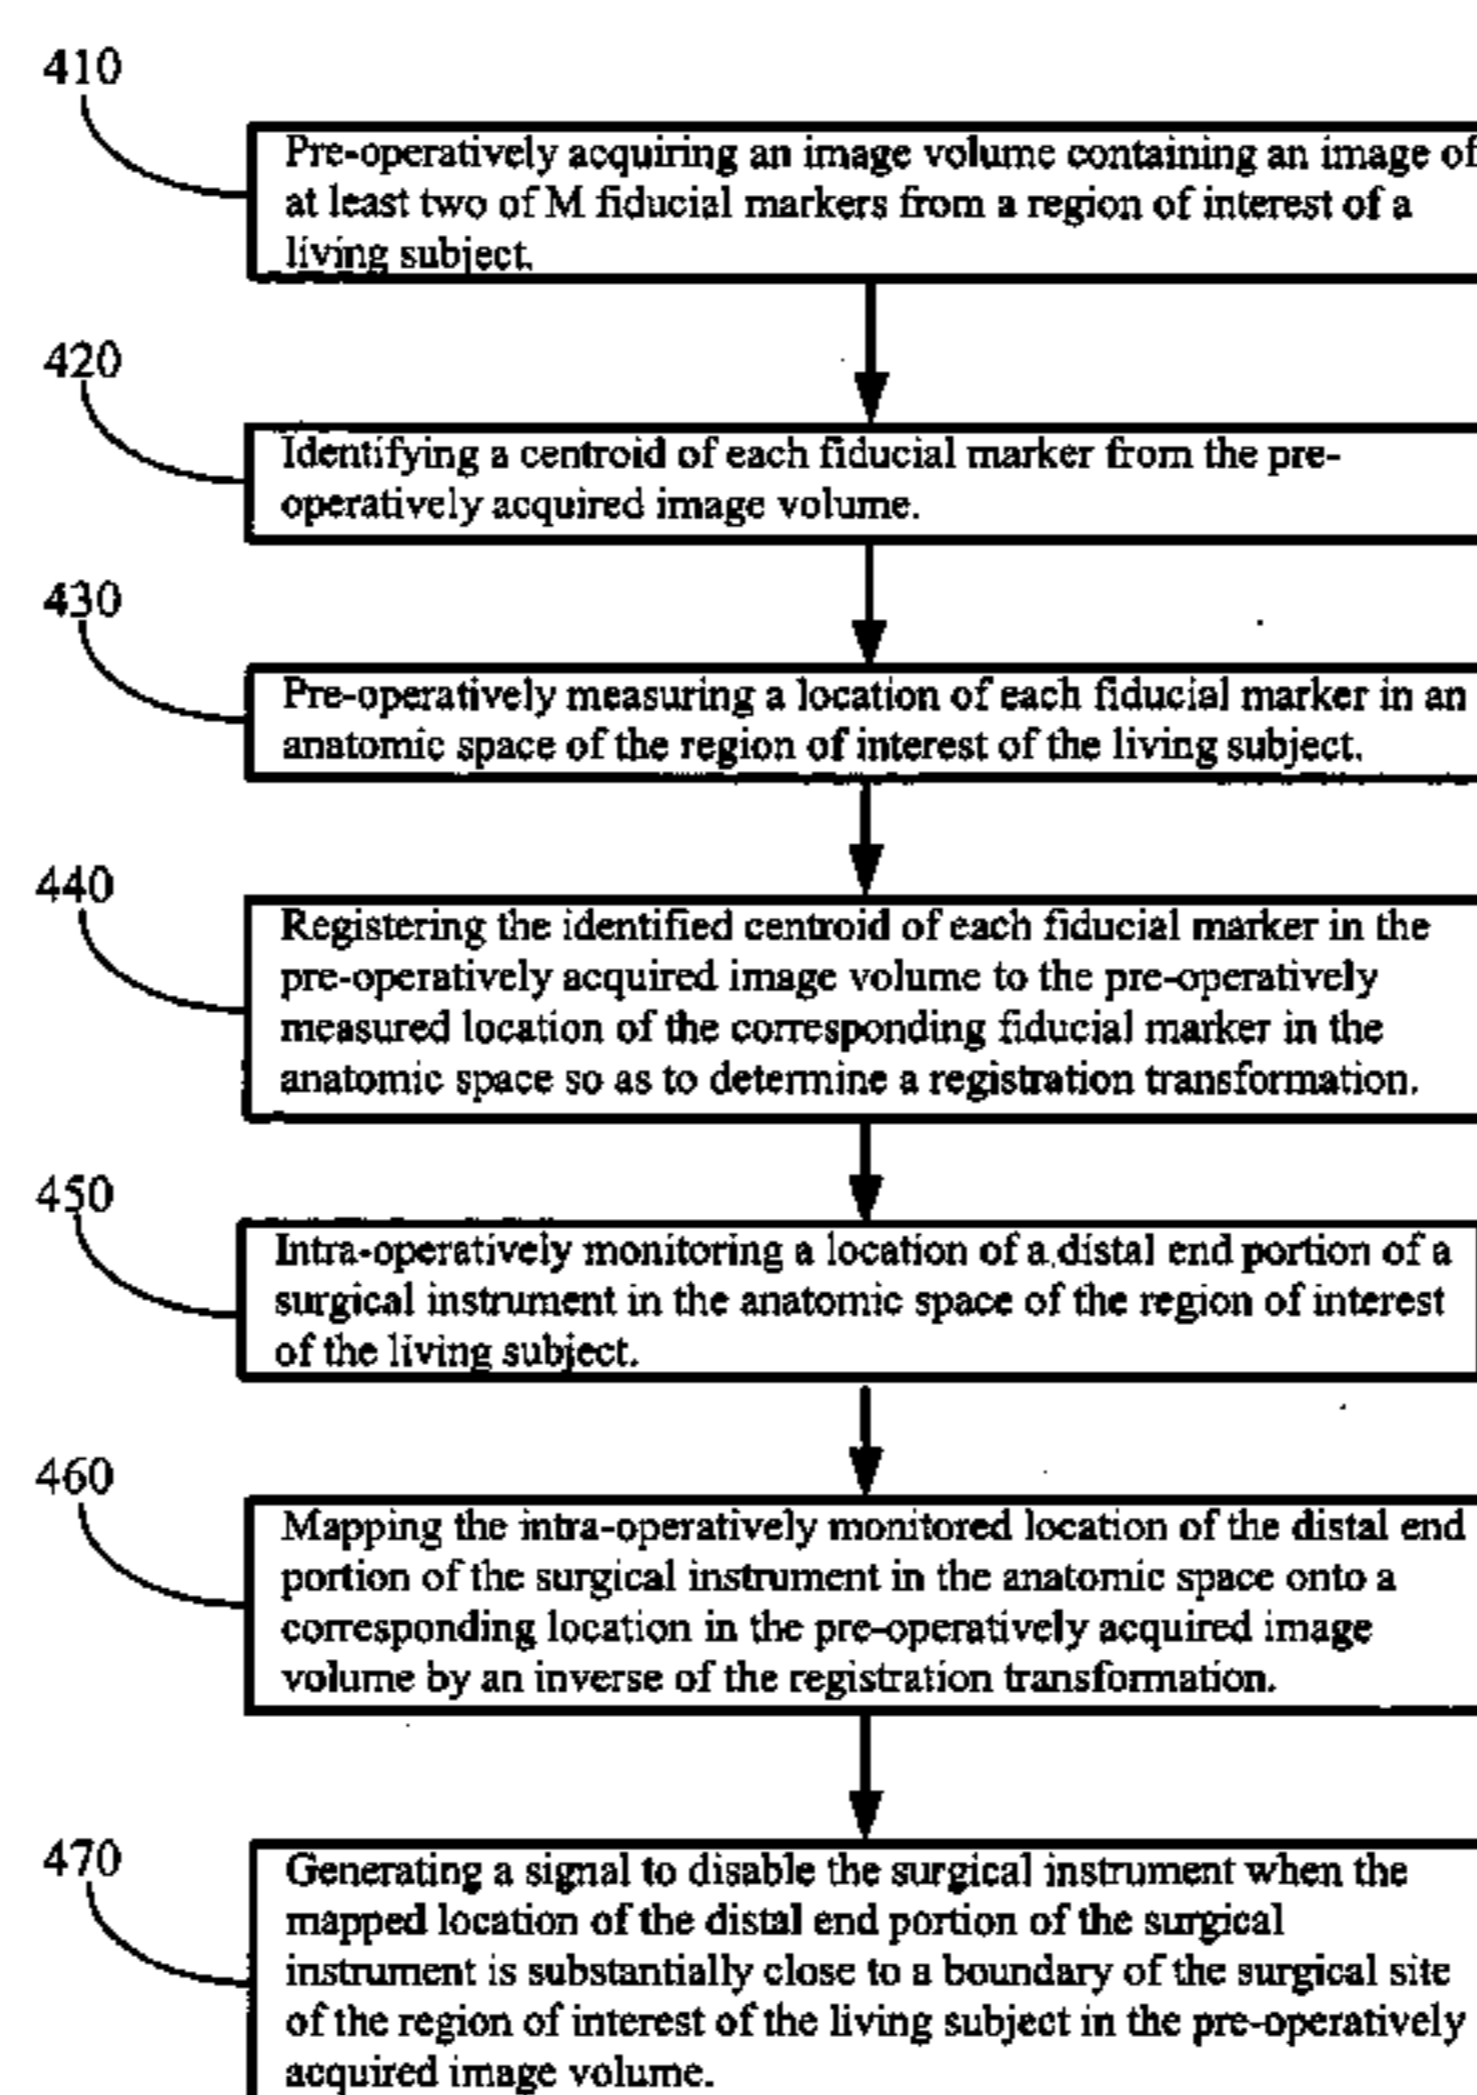 410
Pre-operatively acquiring an image volume containing an image of
at least two of M fiducial markers from a region of interest of a
living subject.
420
Identifying a centroid of each fiducial marker from the pre-
operatively acquired image volume.
430
Pre-operatively measuring a location of each fiducial marker in an
anatomic space of the region of interest of the living subject.
440
Registering the identified centroid of each fiducial marker in the
pre-operatively acquired image volume to the pre-operatively
measured location of the corresponding fiducial marker in the
anatomic space so as to determine a registration transformation.
450
Intra-operatively monitoring a location of a distal end portion of a
surgical instrument in the anatomic space of the region of interest
of the living subject.
460
Mapping the intra-operatively monitored location of the distal end
portion of the surgical instrument in the anatomic space onto a
corresponding location in the pre-operatively acquired image
volume by an inverse of the registration transformation.
470
Generating a signal to disable the surgical instrument when the
mapped location of the distal end portion of the surgical
instrument is substantially close to a boundary of the surgical site
of the region of interest of the living subject in the pre-operatively
acquired image volume.